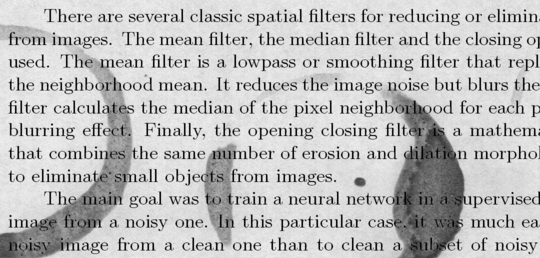 There are several classic spatial filters for reducing or elimin
from images. The mean filter, the median filter and the closing op
used. The mean filter is a lowpass or smoothing filter that repl
the neighborhood mean. It reduces the image noise but blurs the
filter calculates the median of the pixel neighborhood for each p
blurring effect. Finally, the opening closing filter is a mathema
that combines the same number of erosion and dilation morphol
to eliminate small objects from images.
The main goal was to train a neural network in a supervised
image from a noisy one. In this particular case, it was much ea
noisy image from a clean one than to clean a subset of noisy